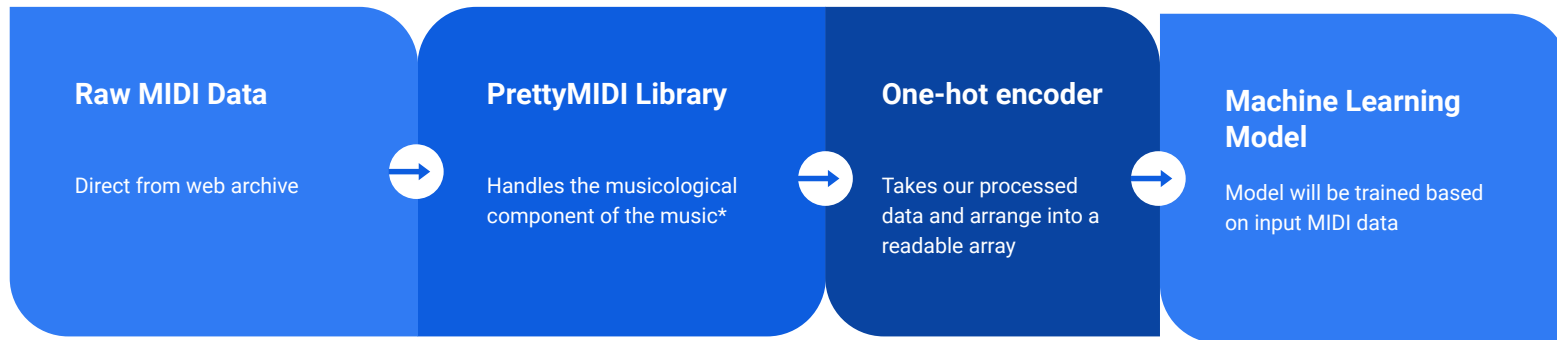 Raw MIDI Data
Direct from web archive
PrettyMIDI Library
Handles the musicological
component of the music*
One-hot encoder
Takes our processed
data and arrange into a
readable array
Machine Learning
Model
Model will be trained based
on input MIDI data